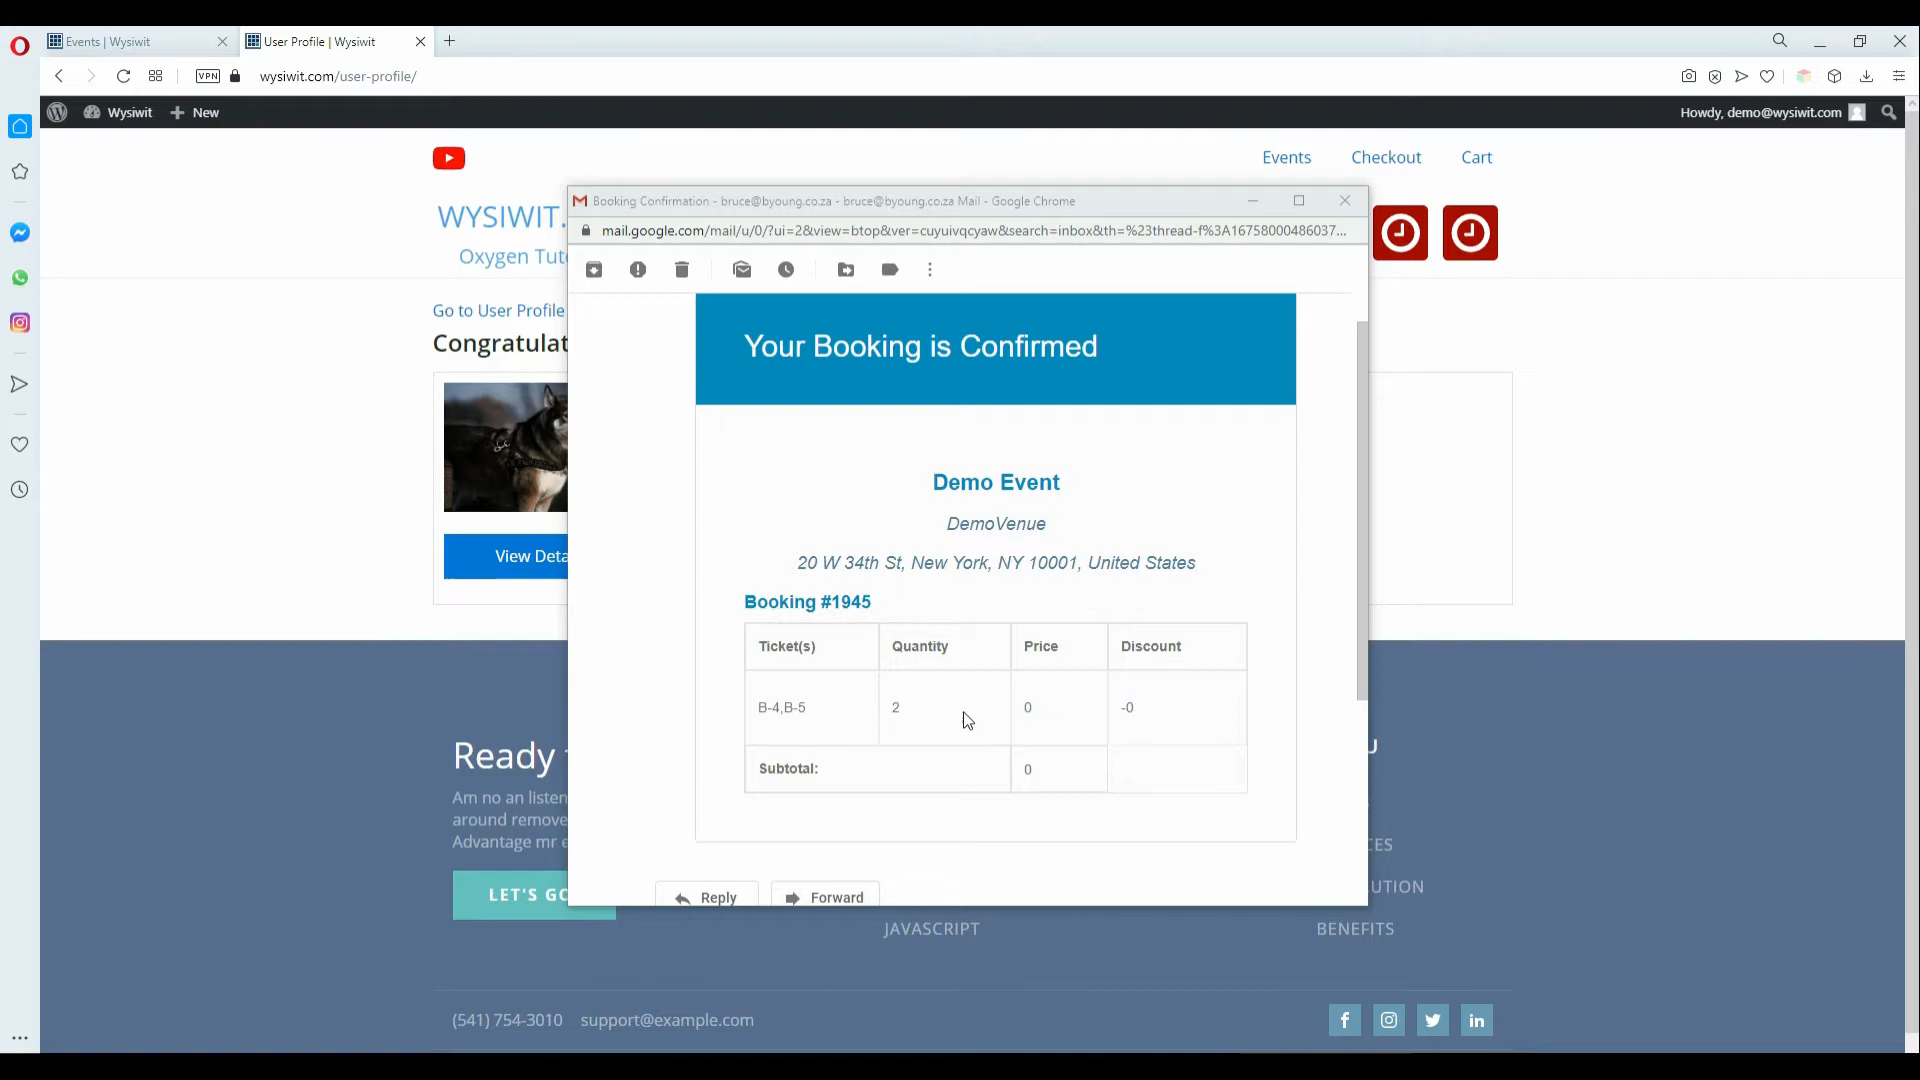 Events | Wysiwit
User Profile | Wysiwit
VPN
wysiwit.com/user-profile/
Wysiwit
New
Howdy, demo@wysiwit.com
Events
Checkout
Cart
WYSIWIT.
Oxygen Tut
Go to User Profile
Congratulat
View Deta
Booking Confirmation - bruce@byoung.co.za - bruce@byoung.co.za Mail - Google Chrome
mail.google.com/mail/u/0/?ui=2&view=btop&ver=cuyuivqcyaw&search=inbox&th=%23thread-f%3A16758000486037...
Your Booking is Confirmed
Demo Event
DemoVenue
20 W 34th St, New York, NY 10001, United States
Booking #1945
Ticket(s) Quantity Price Discount
B-4,B-5 2 0 -0
Subtotal: 0
Reply
Forward
Ready
Am no an listen
around remove
Advantage mr e
LET'S GO
U
CES
UTION
JAVASCRIPT
BENEFITS
(541) 754-3010
support@example.com